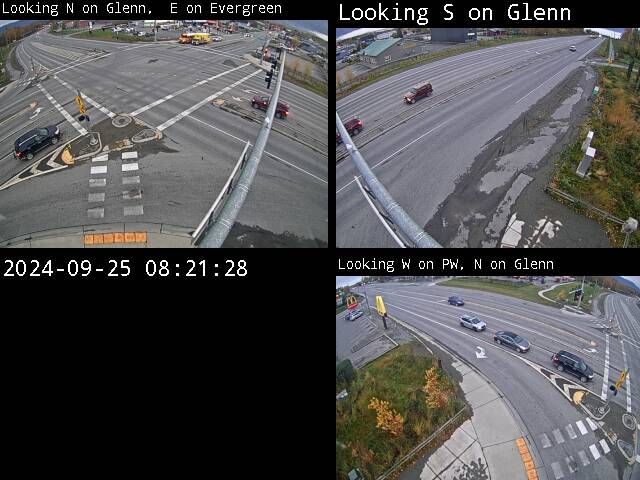 Looking N on Glenn, E on Evergreen
Looking S on Glenn
2024-09-25 08:21:28
Looking W on PW, N on Glenn